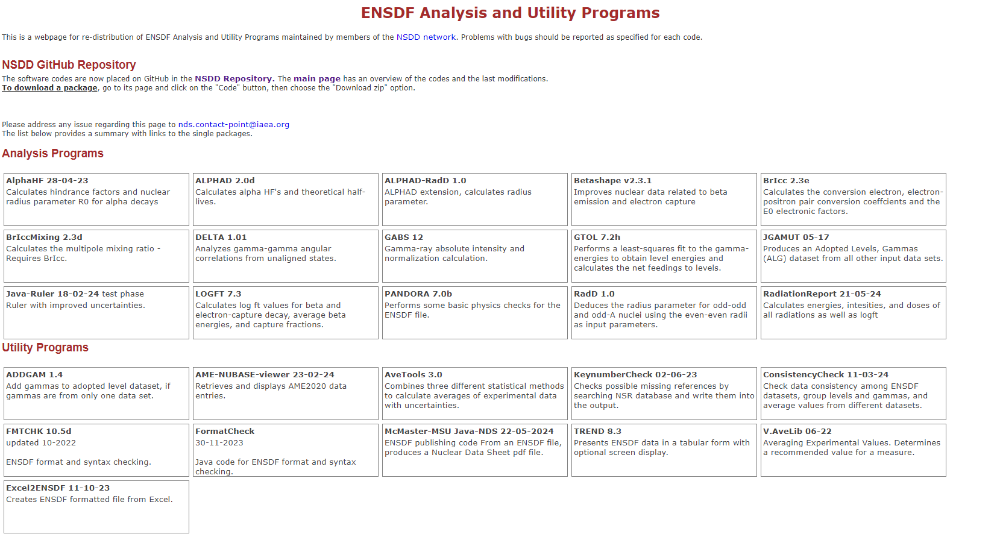 ENSDF Analysis and Utility Programs
This is a webpage for re-distribution of ENSDF Analysis and Utility Programs maintained by members of the NSDD network. Problems with bugs should be reported as specified for each code.
NSDD GitHub Repository
The software codes are now placed on GitHub in the NSDD Repository. The main page has an overview of the codes and the last modifications.
To download a package, go to its page and click on the "Code" button, then choose the "Download zip" option.
Please address any issue regarding this page to nds.contact-point@iaea.org
The list below provides a summary with links to the single packages.
Analysis Programs
AlphaHF 28-04-23
Calculates hindrance factors and nuclear
radius parameter R0 for alpha decays
ALPHAD 2.0d
Calculates alpha HF's and theoretical half-
lives.
ALPHAD-RadD 1.0
ALPHAD extension, calculates radius
parameter.
Betashape v2.3.1
Improves nuclear data related to beta
emission and electron capture
BrIcc 2.3e
Calculates the conversion electron, electron-
positron pair conversion coeffcients and the
E0 electronic factors.
BrIccMixing 2.3d
Calculates the multipole mixing ratio -
Requires BrIcc.
DELTA 1.01
Analyzes gamma-gamma angular
correlations from unaligned states.
GABS 12
Gamma-ray absolute intensity and
normalization calculation.
GTOL 7.2h
Performs a least-squares fit to the gamma-
energies to obtain level energies and
calculates the net feedings to levels.
JGAMUT 05-17
Produces an Adopted Levels, Gammas
(ALG) dataset from all other input data sets.
Java-Ruler 18-02-24 test phase
Ruler with improved uncertainties.
LOGFT 7.3
Calculates log ft values for beta and
electron-capture decay, average beta
energies, and capture fractions.
PANDORA 7.0b
Performs some basic physics checks for the
ENSDF file.
RadD 1.0
Deduces the radius parameter for odd-odd
and odd-A nuclei using the even-even radii
as input parameters.
RadiationReport 21-05-24
Calculates energies, intesities, and doses of
all radiations as well as logft
Utility Programs
ADDGAM 1.4
Add gammas to adopted level dataset, if
gammas are from only one data set.
AME-NUBASE-viewer 23-02-24
Retrieves and displays AME2020 data
entries.
AveTools 3.0
Combines three different statistical methods
to calculate averages of experimental data
with uncertainties.
KeynumberCheck 02-06-23
Checks possible missing references by
searching NSR database and write them into
the output.
ConsistencyCheck 11-03-24
Check data consistency among ENSDF
datasets, group levels and gammas, and
average values from different datasets.
FMTCHK 10.5d
updated 10-2022
ENSDF format and syntax checking.
FormatCheck
30-11-2023
Java code for ENSDF format and syntax
checking.
McMaster-MSU Java-NDS 22-05-2024
ENSDF publishing code From an ENSDF file,
produces a Nuclear Data Sheet pdf file.
TREND 8.3
Presents ENSDF data in a tabular form with
optional screen display.
V.AveLib 06-22
Averaging Experimental Values. Determines
a recommended value for a measure.
Excel2ENSDF 11-10-23
Creates ENSDF formatted file from Excel.